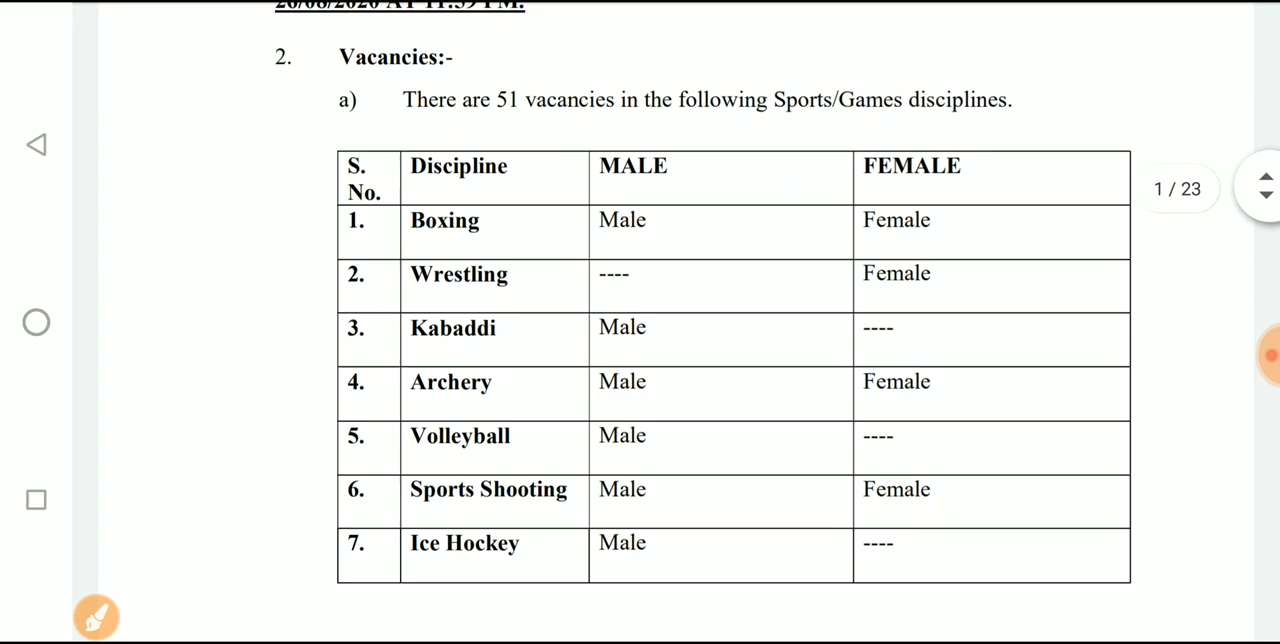 2. Vacancies:-
a) There are 51 vacancies in the following Sports/Games disciplines.
S. No. Discipline MALE FEMALE
1. Boxing Male Female
2. Wrestling ---- Female
3. Kabaddi Male ----
4. Archery Male Female
5. Volleyball Male ----
6. Sports Shooting Male Female
7. Ice Hockey Male ----
1 / 23